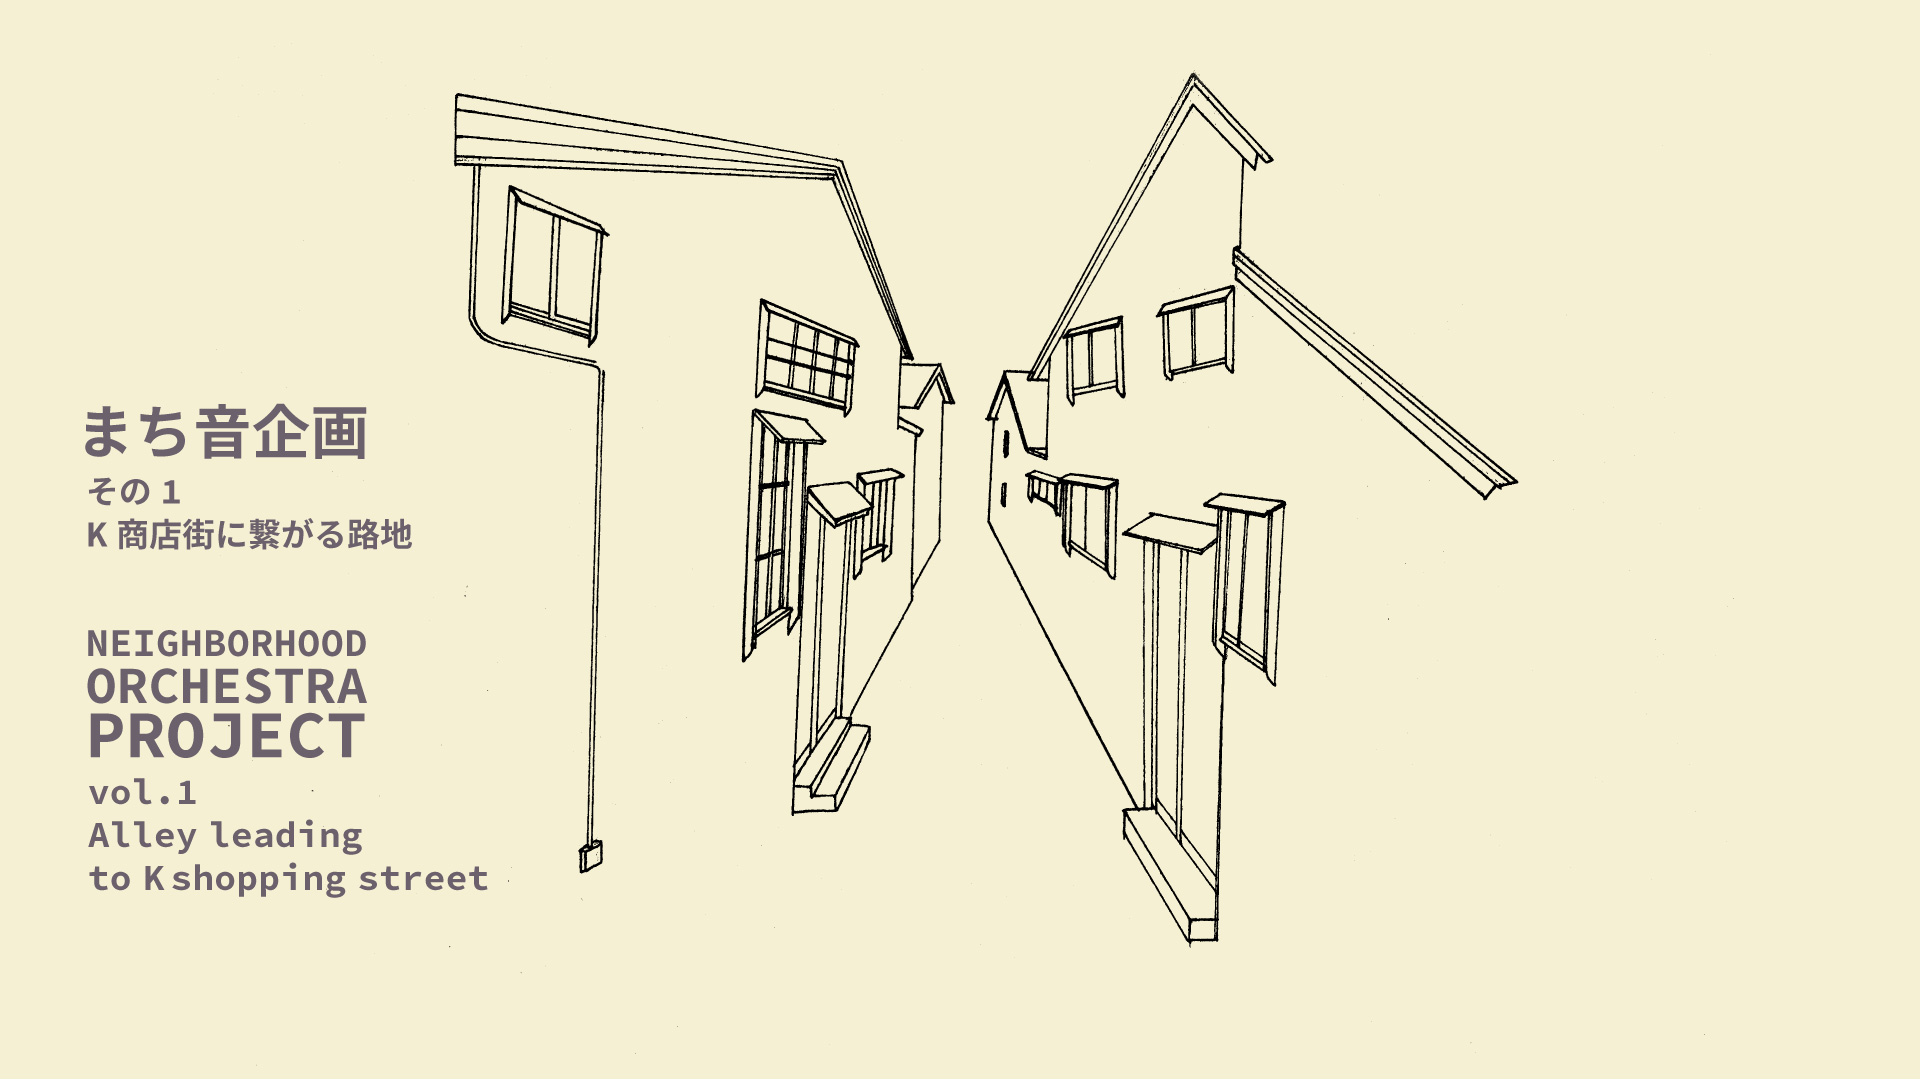 まち音企画
その 1
K 商店街に繋がる路地
NEIGHBORHOOD
ORCHESTRA
PROJECT
vol.1
Alley leading
to K shopping street